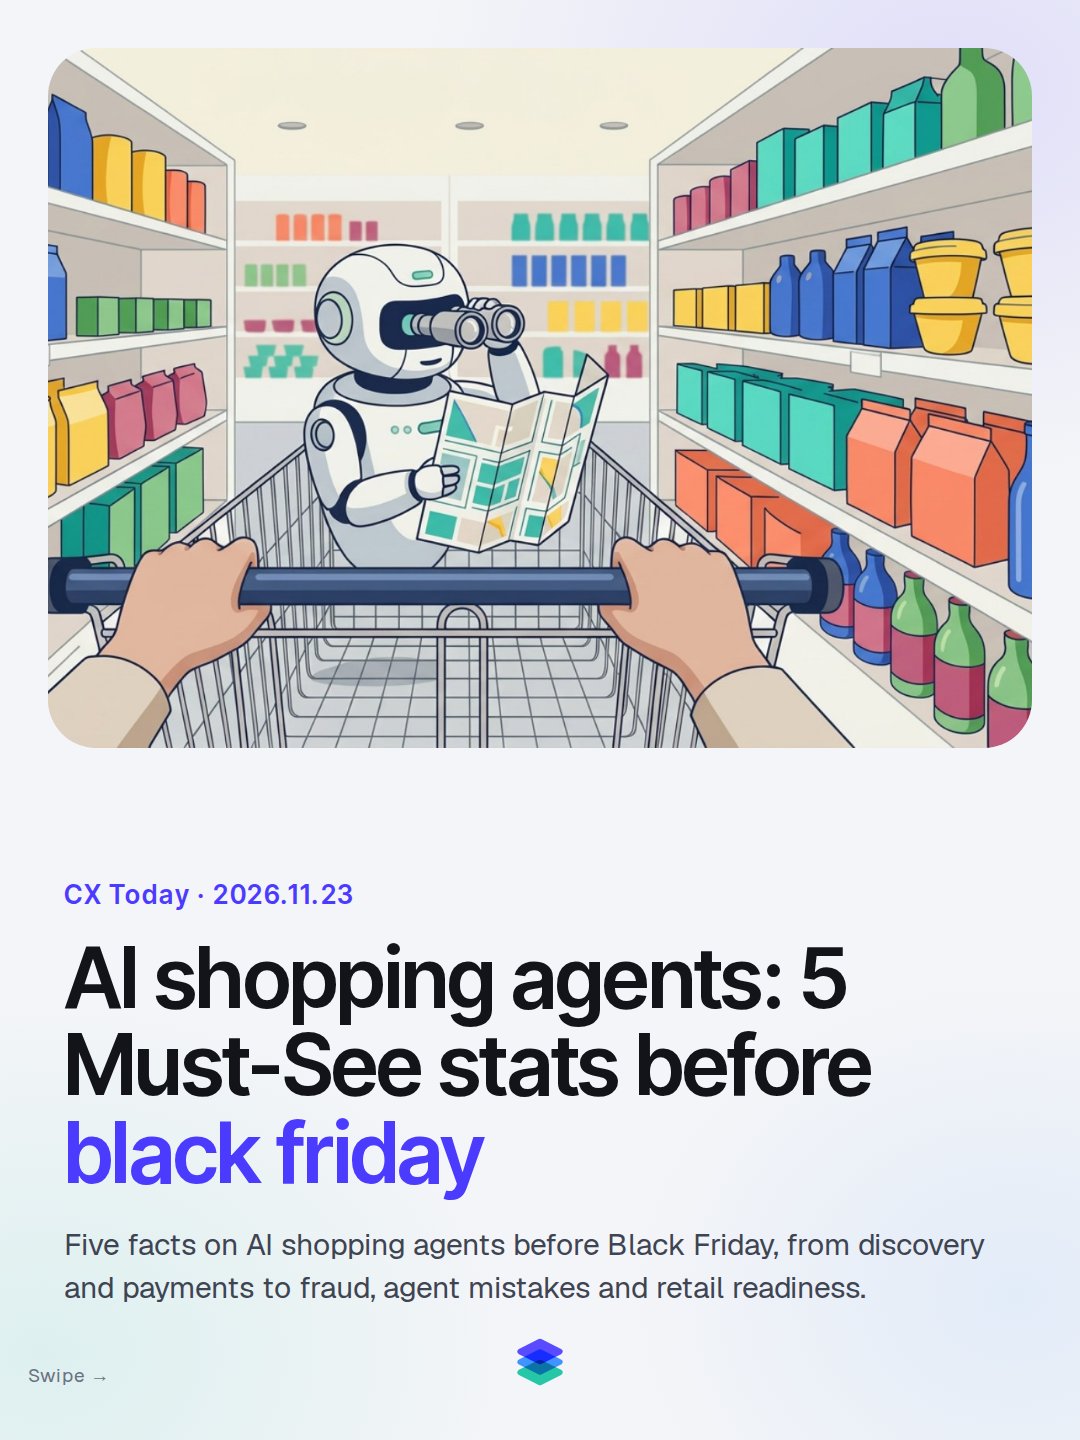 CX Today · 2026.11.23
AI shopping agents: 5
Must-See stats before
black friday
Five facts on AI shopping agents before Black Friday, from discovery
and payments to fraud, agent mistakes and retail readiness.
Swipe →